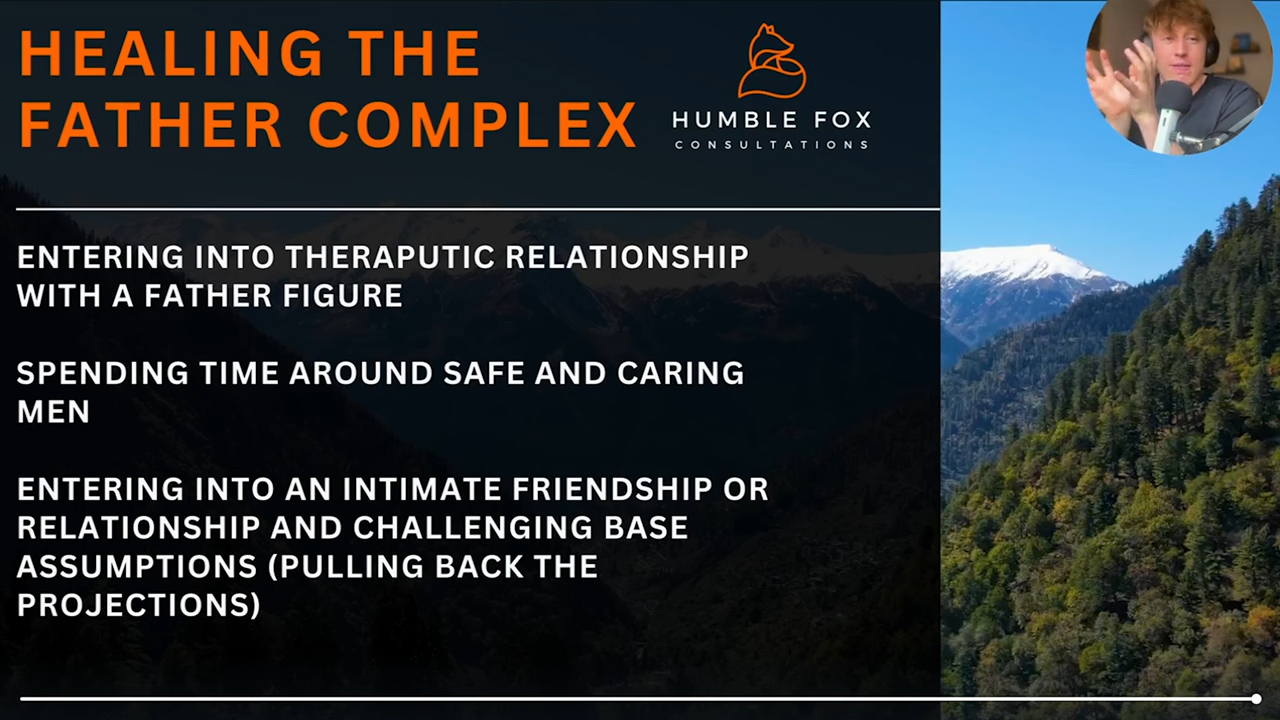 HEALING THE
FATHER COMPLEX
HUMBLE FOX
CONSULTATIONS
ENTERING INTO THERAPUTIC RELATIONSHIP
WITH A FATHER FIGURE
SPENDING TIME AROUND SAFE AND CARING
MEN
ENTERING INTO AN INTIMATE FRIENDSHIP OR
RELATIONSHIP AND CHALLENGING BASE
ASSUMPTIONS (PULLING BACK THE
PROJECTIONS)